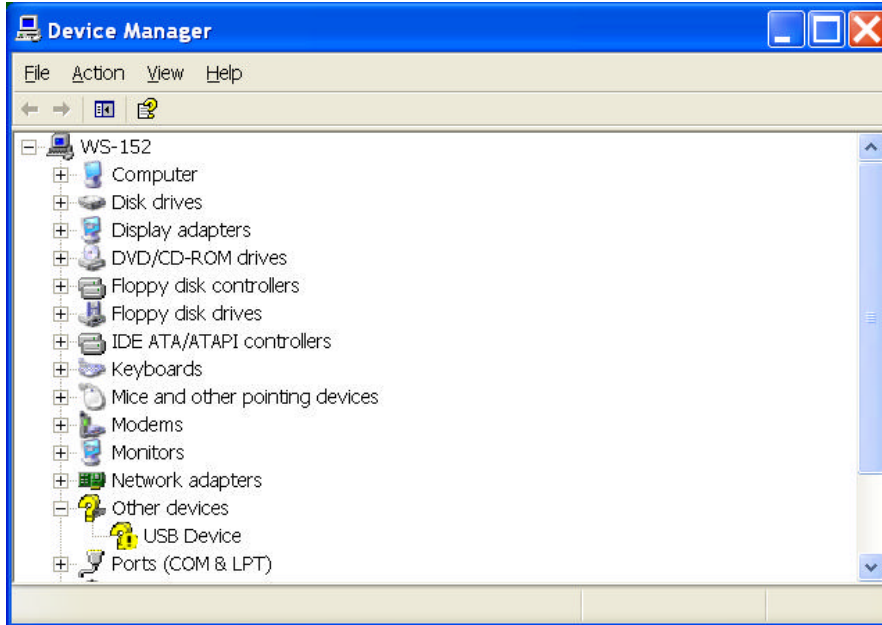 Device Manager
File Action View Help
WS-152
Computer
Disk drives
Display adapters
DVD/CD-ROM drives
Floppy disk controllers
Floppy disk drives
IDE ATA/ATAPI controllers
Keyboards
Mice and other pointing devices
Modems
Monitors
Network adapters
Other devices
USB Device
Ports (COM & LPT)